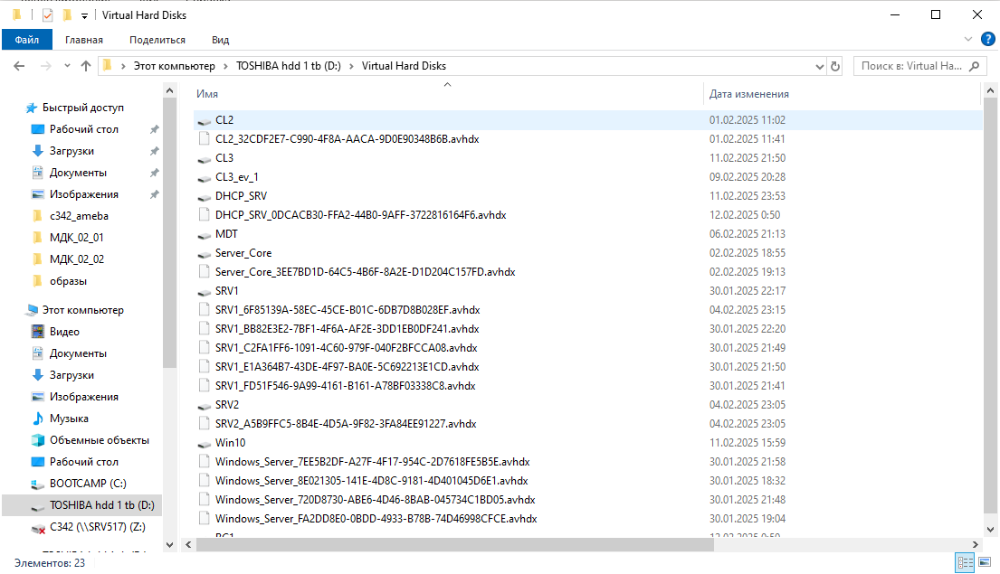 Virtual Hard Disks
Файл Главная Поделиться Вид
Этот компьютер > TOSHIBA hdd 1 tb (D:) > Virtual Hard Disks
Поиск в: Virtual Ha...
Быстрый доступ
Рабочий стол
Загрузки
Документы
Изображения
c342_ameba
МДК_02_01
МДК_02_02
образы
Этот компьютер
Видео
Документы
Загрузки
Изображения
Музыка
Объемные объекты
Рабочий стол
BOOTCAMP (C:)
TOSHIBA hdd 1 tb (D:)
C342 (\\SRV517) (Z:)
Имя Дата изменения
CL2 01.02.2025 11:02
CL2_32CDF2E7-C990-4F8A-AACA-9D0E90348B6B.avhdx 01.02.2025 11:41
CL3 11.02.2025 21:50
CL3_ev_1 09.02.2025 20:28
DHCP_SRV 11.02.2025 23:53
DHCP_SRV_0DCACB30-FFA2-44B0-9AFF-3722816164F6.avhdx 12.02.2025 0:50
MDT 06.02.2025 21:13
Server_Core 02.02.2025 18:55
Server_Core_3EE7BD1D-64C5-4B6F-8A2E-D1D204C157FD.avhdx 02.02.2025 19:13
SRV1 30.01.2025 22:17
SRV1_6F85139A-58EC-45CE-B01C-6DB7D8B028EF.avhdx 04.02.2025 23:15
SRV1_BB82E3E2-7BF1-4F6A-AF2E-3DD1EB0DF241.avhdx 30.01.2025 22:20
SRV1_C2FA1FF6-1091-4C60-979F-040F2BFCCA08.avhdx 30.01.2025 21:49
SRV1_E1A364B7-43DE-4F97-BA0E-5C692213E1CD.avhdx 30.01.2025 21:50
SRV1_FD51F546-9A99-4161-B161-A78BF03338C8.avhdx 30.01.2025 21:41
SRV2 04.02.2025 23:05
SRV2_A5B9FFC5-8B4E-4D5A-9F82-3FA84EE91227.avhdx 04.02.2025 23:05
Win10 11.02.2025 15:59
Windows_Server_7EE5B2DF-A27F-4F17-954C-2D7618FE5B5E.avhdx 30.01.2025 21:58
Windows_Server_8E021305-141E-4D8C-9181-4D401045D6E1.avhdx 30.01.2025 18:32
Windows_Server_720D8730-ABE6-4D46-8BAB-045734C1BD05.avhdx 30.01.2025 21:48
Windows_Server_FA2DD8E0-0BDD-4933-B78B-74D46998CFCE.avhdx 30.01.2025 19:04
Элементов: 23